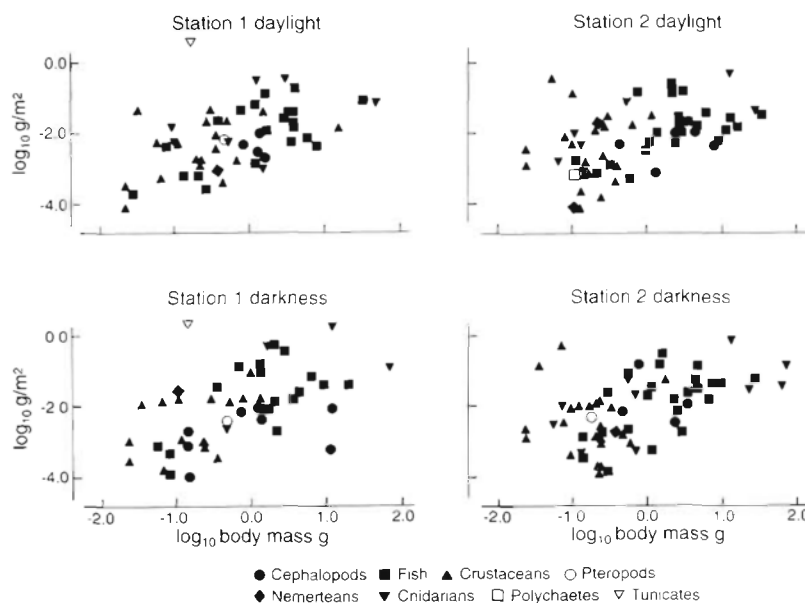 Station 1 daylight
Station 2 daylight
0.0
-2.0
-4.0
log10 g/m2
Station 1 darkness
Station 2 darkness
0.0
-2.0
-4.0
log10 g/m2
-2.0 -1.0 0.0 1.0 2.0
-2.0 -1.0 0.0 1.0 2.0
log10 body mass g
log10 body mass g
Cephalopods Fish Crustaceans Pteropods
Nemerteans Cnidarians Polychaetes Tunicates